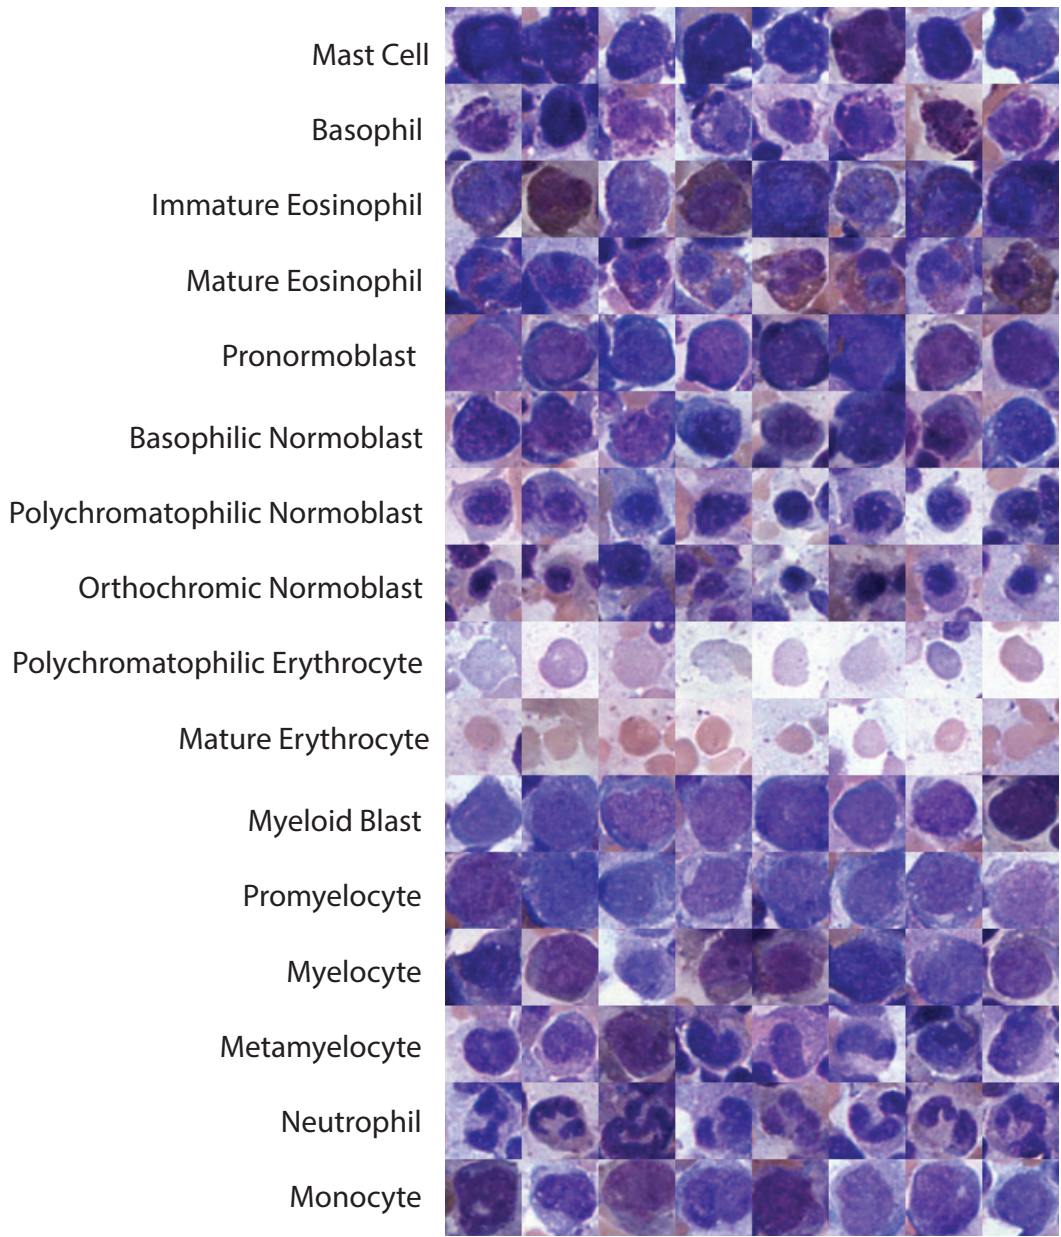 Mast Cell
Basophil
Immature Eosinophil
Mature Eosinophil
Pronormoblast
Basophilic Normoblast
Polychromatophilic Normoblast
Orthochromic Normoblast
Polychromatophilic Erythrocyte
Mature Erythrocyte
Myeloid Blast
Promyelocyte
Myelocyte
Metamyelocyte
Neutrophil
Monocyte